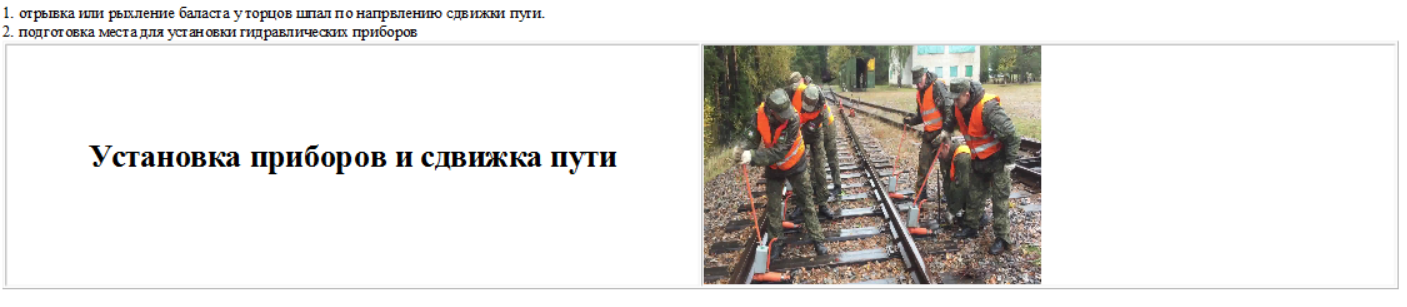 1. отрывка или рыхление баласта у торцов шпал по напрвлению сдвижки пути.
2. подготовка места для установки гидравлических приборов
Установка приборов и сдвижка пути